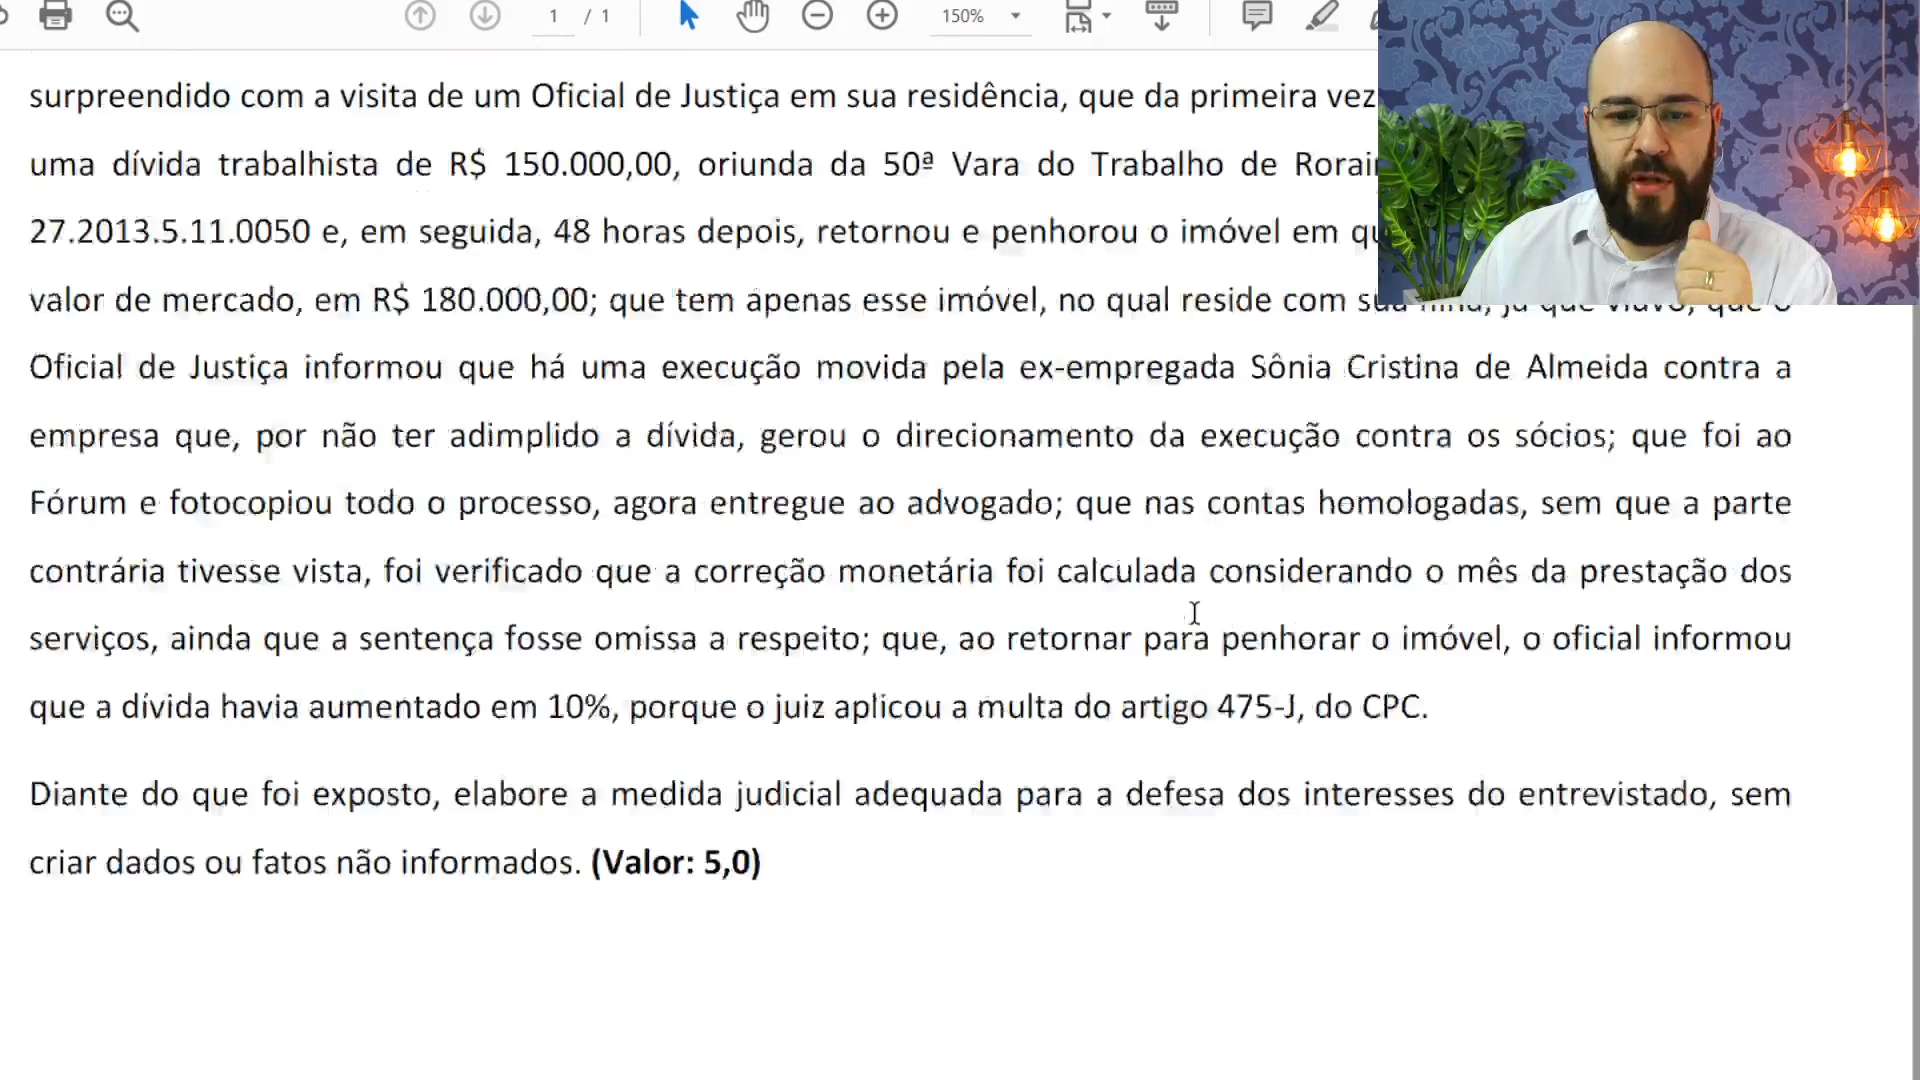 1 / 1
150%
surpreendido com a visita de um Oficial de Justiça em sua residência, que da primeira vez
uma dívida trabalhista de R$ 150.000,00, oriunda da 50ª Vara do Trabalho de
27.2013.5.11.0050 e, em seguida, 48 horas depois, retornou e penhorou o imóvel em
valor de mercado, em R$ 180.000,00; que tem apenas esse imóvel, no qual reside com
Oficial de Justiça informou que há uma execução movida pela ex-empregada Sônia Cristina de Almeida contra a
empresa que, por não ter adimplido a dívida, gerou o direcionamento da execução contra os sócios; que foi ao
Fórum e fotocopiou todo o processo, agora entregue ao advogado; que nas contas homologadas, sem que a parte
contrária tivesse vista, foi verificado que a correção monetária foi calculada considerando o mês da prestação dos
serviços, ainda que a sentença fosse omissa a respeito; que, ao retornar para penhorar o imóvel, o oficial informou
que a dívida havia aumentado em 10%, porque o juiz aplicou a multa do artigo 475-J, do CPC.
Diante do que foi exposto, elabore a medida judicial adequada para a defesa dos interesses do entrevistado, sem
criar dados ou fatos não informados. (Valor: 5,0)